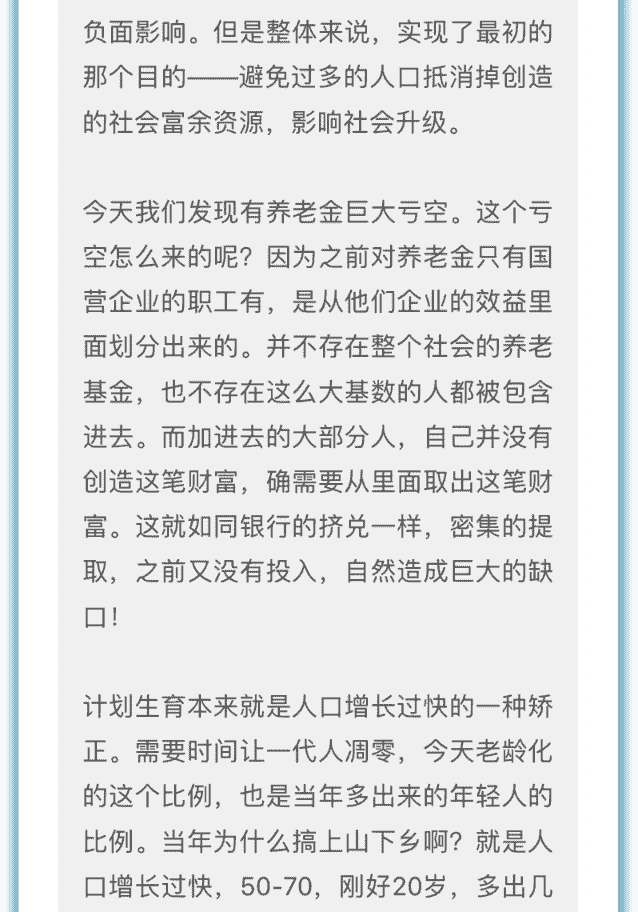 负面影响。但是整体来说，实现了最初的
那个目的——避免过多的人口抵消掉创造
的社会富余资源，影响社会升级。
今天我们发现有养老金巨大亏空。这个亏
空怎么来的呢？因为之前对养老金只有国
营企业的职工有，是从他们企业的效益里
面划分出来的。并不存在整个社会的养老
基金，也不存在这么大基数的人都被包含
进去。而加进去的大部分人，自己并没有
创造这笔财富，确需要从里面取出这笔财
富。这就如同银行的挤兑一样，密集的提
取，之前又没有投入，自然造成巨大的缺
口！
计划生育本来就是人口增长过快的一种矫
正。需要时间让一代人凋零，今天老龄化
的这个比例，也是当年多出来的年轻人的
比例。当年为什么搞上山下乡啊？就是人
口增长过快，50-70，刚好20岁，多出几